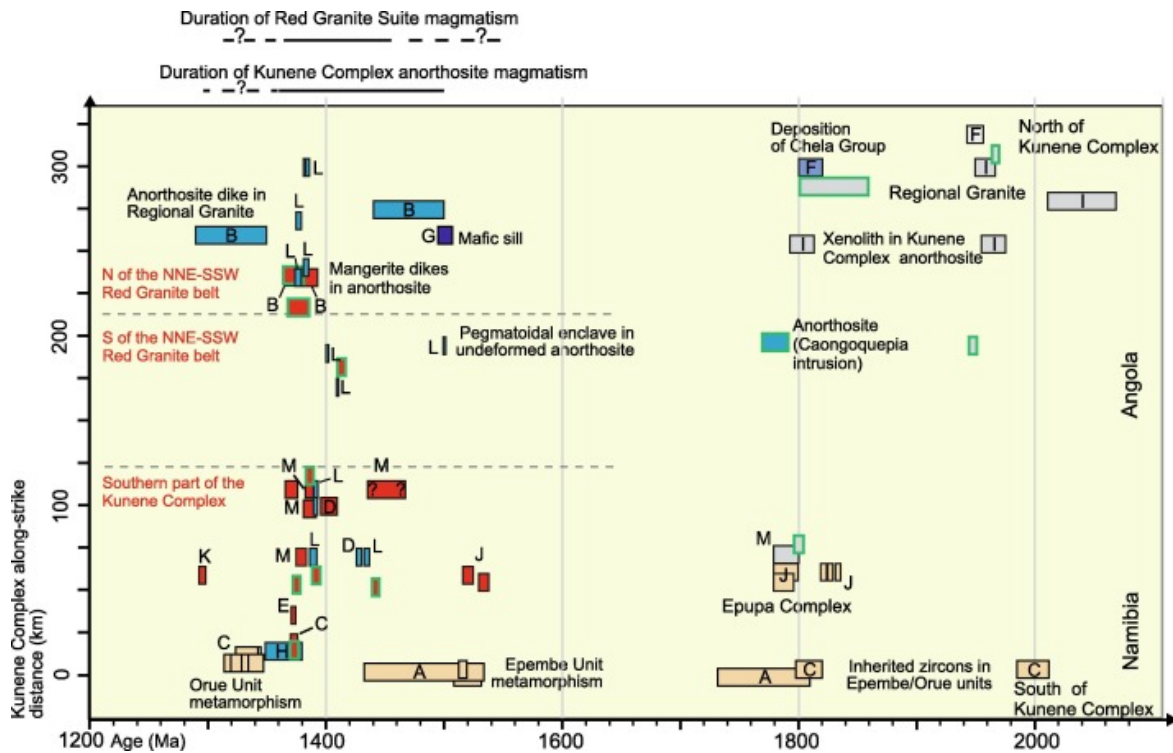 Duration of Red Granite Suite magmatism
?
?
Duration of Kunene Complex anorthosite magmatism
?
Deposition
of Chela Group
F
F
North of
Kunene Complex
I
Regional Granite
I
300
L
L
Anorthosite dike in
Regional Granite
B
B
G
Mafic sill
I
Xenolith in Kunene
Complex anorthosite
I
L
L
N of the NNE-SSW
Red Granite belt
Mangerite dikes
in anorthosite
B
B
S of the NNE-SSW
Red Granite belt
200
L
L
L
Pegmatoidal enclave in
undeformed anorthosite
Anorthosite
(Caongoquepia
intrusion)
Angola
Southern part of the
Kunene Complex
M
L
M
?
?
M
D
100
K
M
L
D
L
J
M
J
J
Epupa Complex
E
C
C
H
Orue Unit
metamorphism
A
Epembe Unit
metamorphism
A
C
Inherited zircons in
Epembe/Orue units
C
South of
Kunene Complex
Namibia
0
Kunene Complex along-strike
distance (km)
1200
Age (Ma)
1400
1600
1800
2000